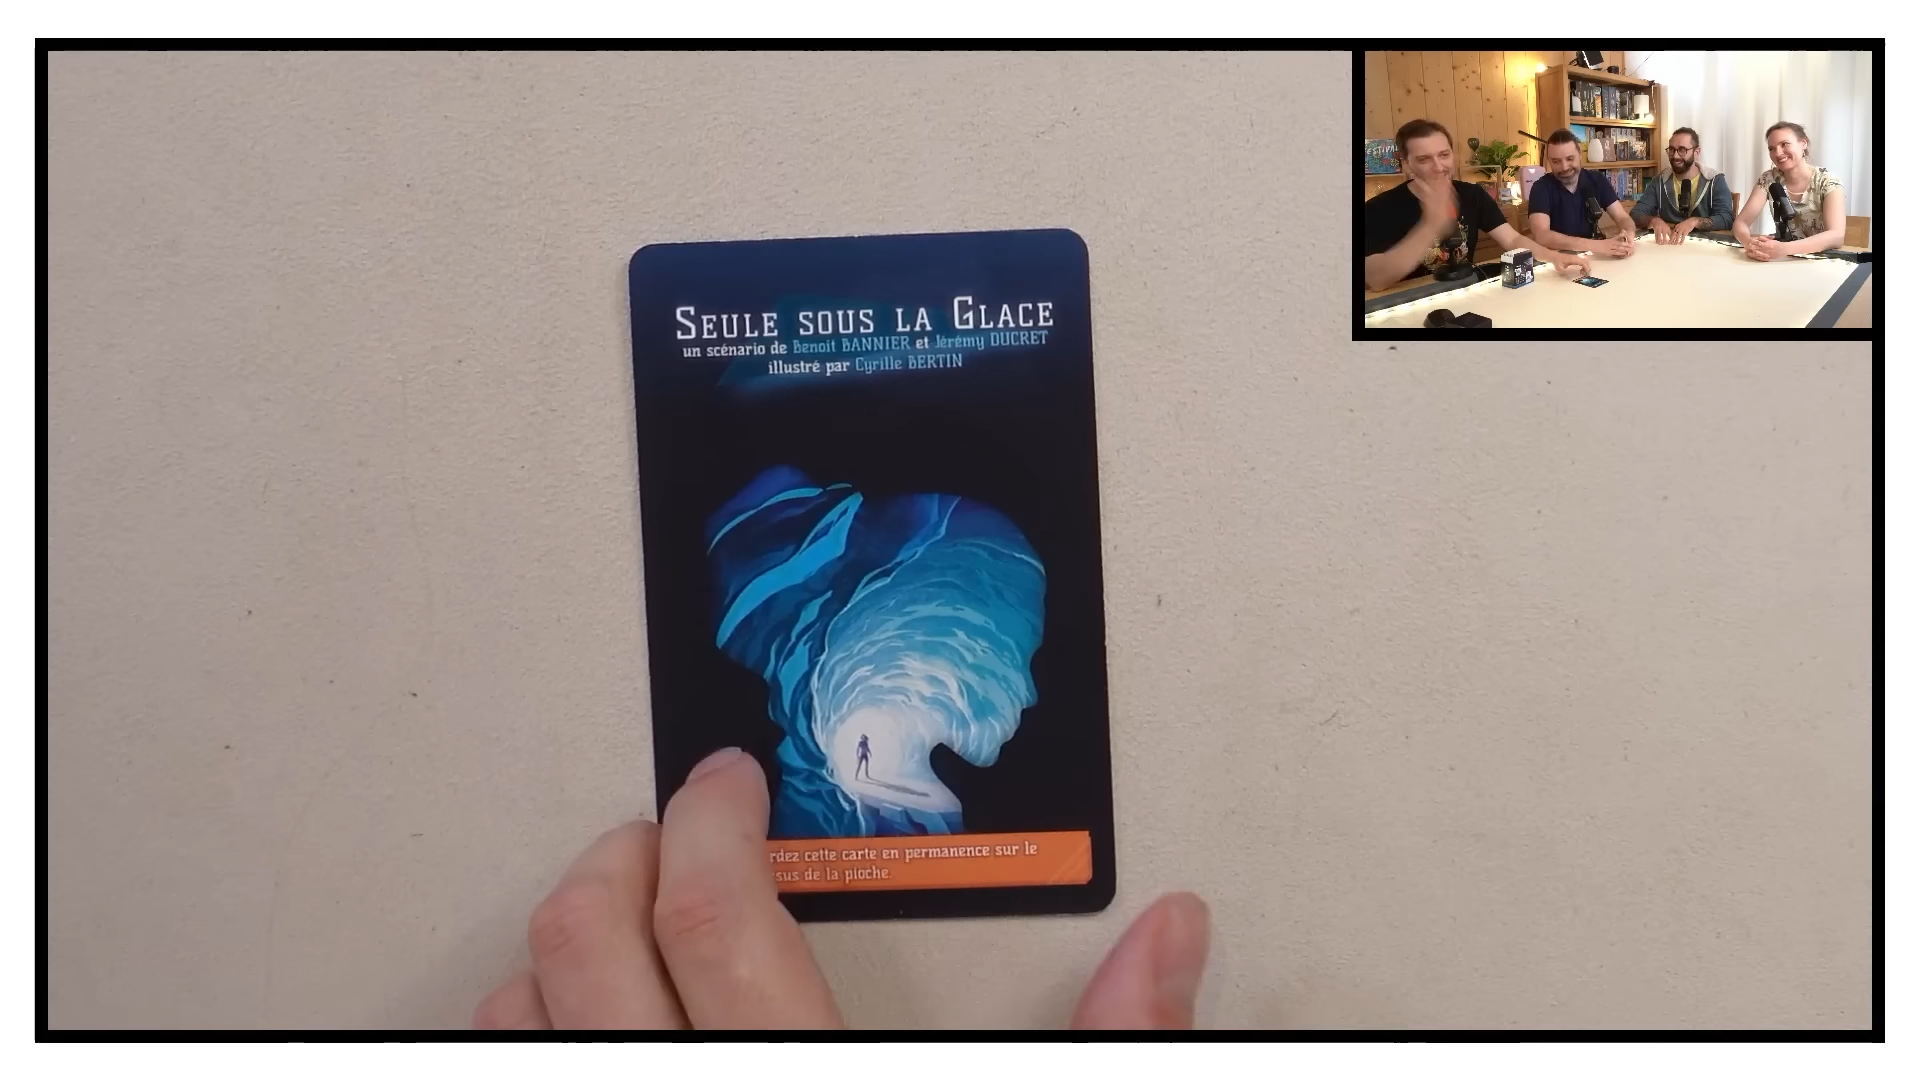 Seule sous la Glace
un scénario de Benoit BANNIER et Jérémy DUCRET
illustré par Cyrille BERTIN
rdez cette carte en permanence sur le
sus de la pioche.
FESTIVAL